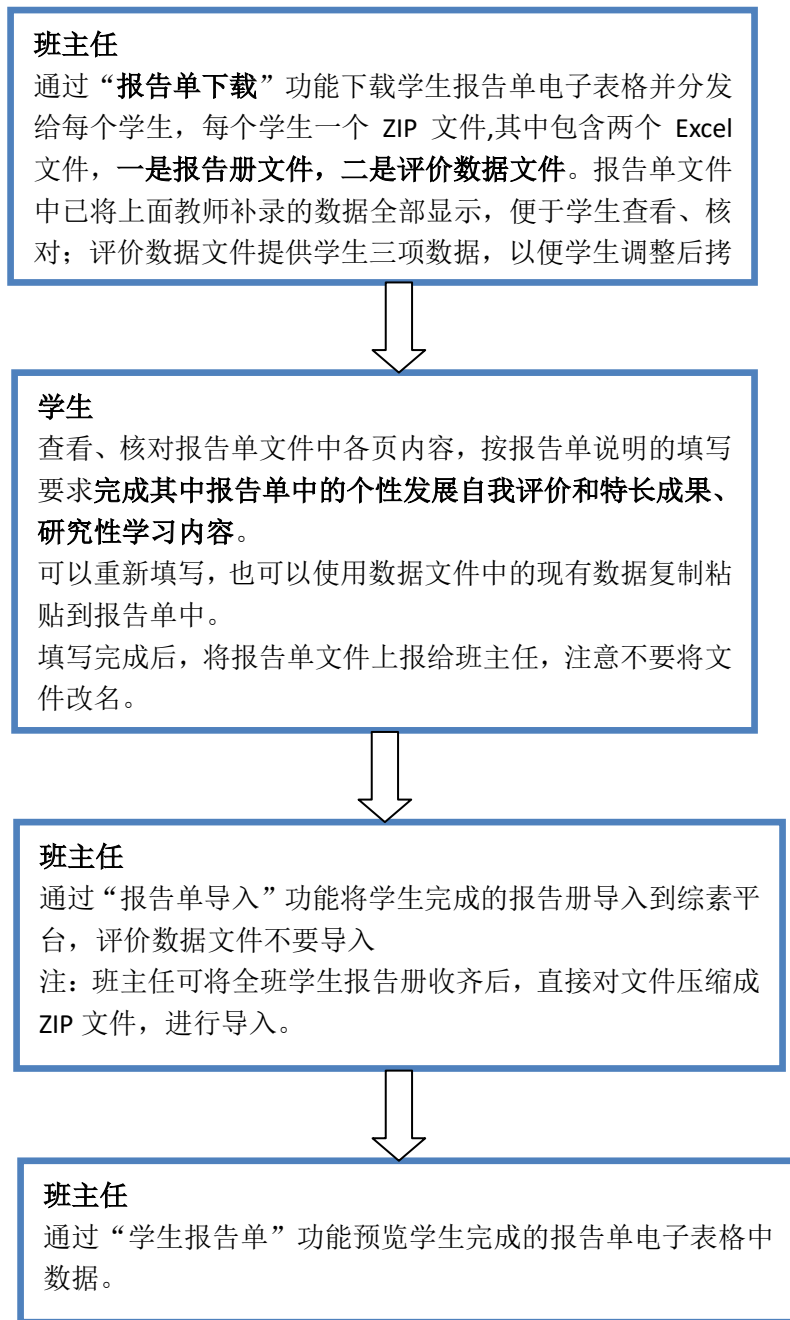 班主任
通过“报告单下载”功能下载学生报告单电子表格并分发
给每个学生，每个学生一个 ZIP 文件,其中包含两个 Excel
文件，一是报告册文件，二是评价数据文件。报告单文件
中已将上面教师补录的数据全部显示，便于学生查看、核
对；评价数据文件提供学生三项数据，以便学生调整后拷
学生
查看、核对报告单文件中各页内容，按报告单说明的填写
要求完成其中报告单中的个性发展自我评价和特长成果、
研究性学习内容。
可以重新填写，也可以使用数据文件中的现有数据复制粘
贴到报告单中。
填写完成后，将报告单文件上报给班主任，注意不要将文
件改名。
班主任
通过“报告单导入”功能将学生完成的报告册导入到综素平
台，评价数据文件不要导入
注：班主任可将全班学生报告册收齐后，直接对文件压缩成
ZIP 文件，进行导入。
班主任
通过“学生报告单”功能预览学生完成的报告单电子表格中
数据。